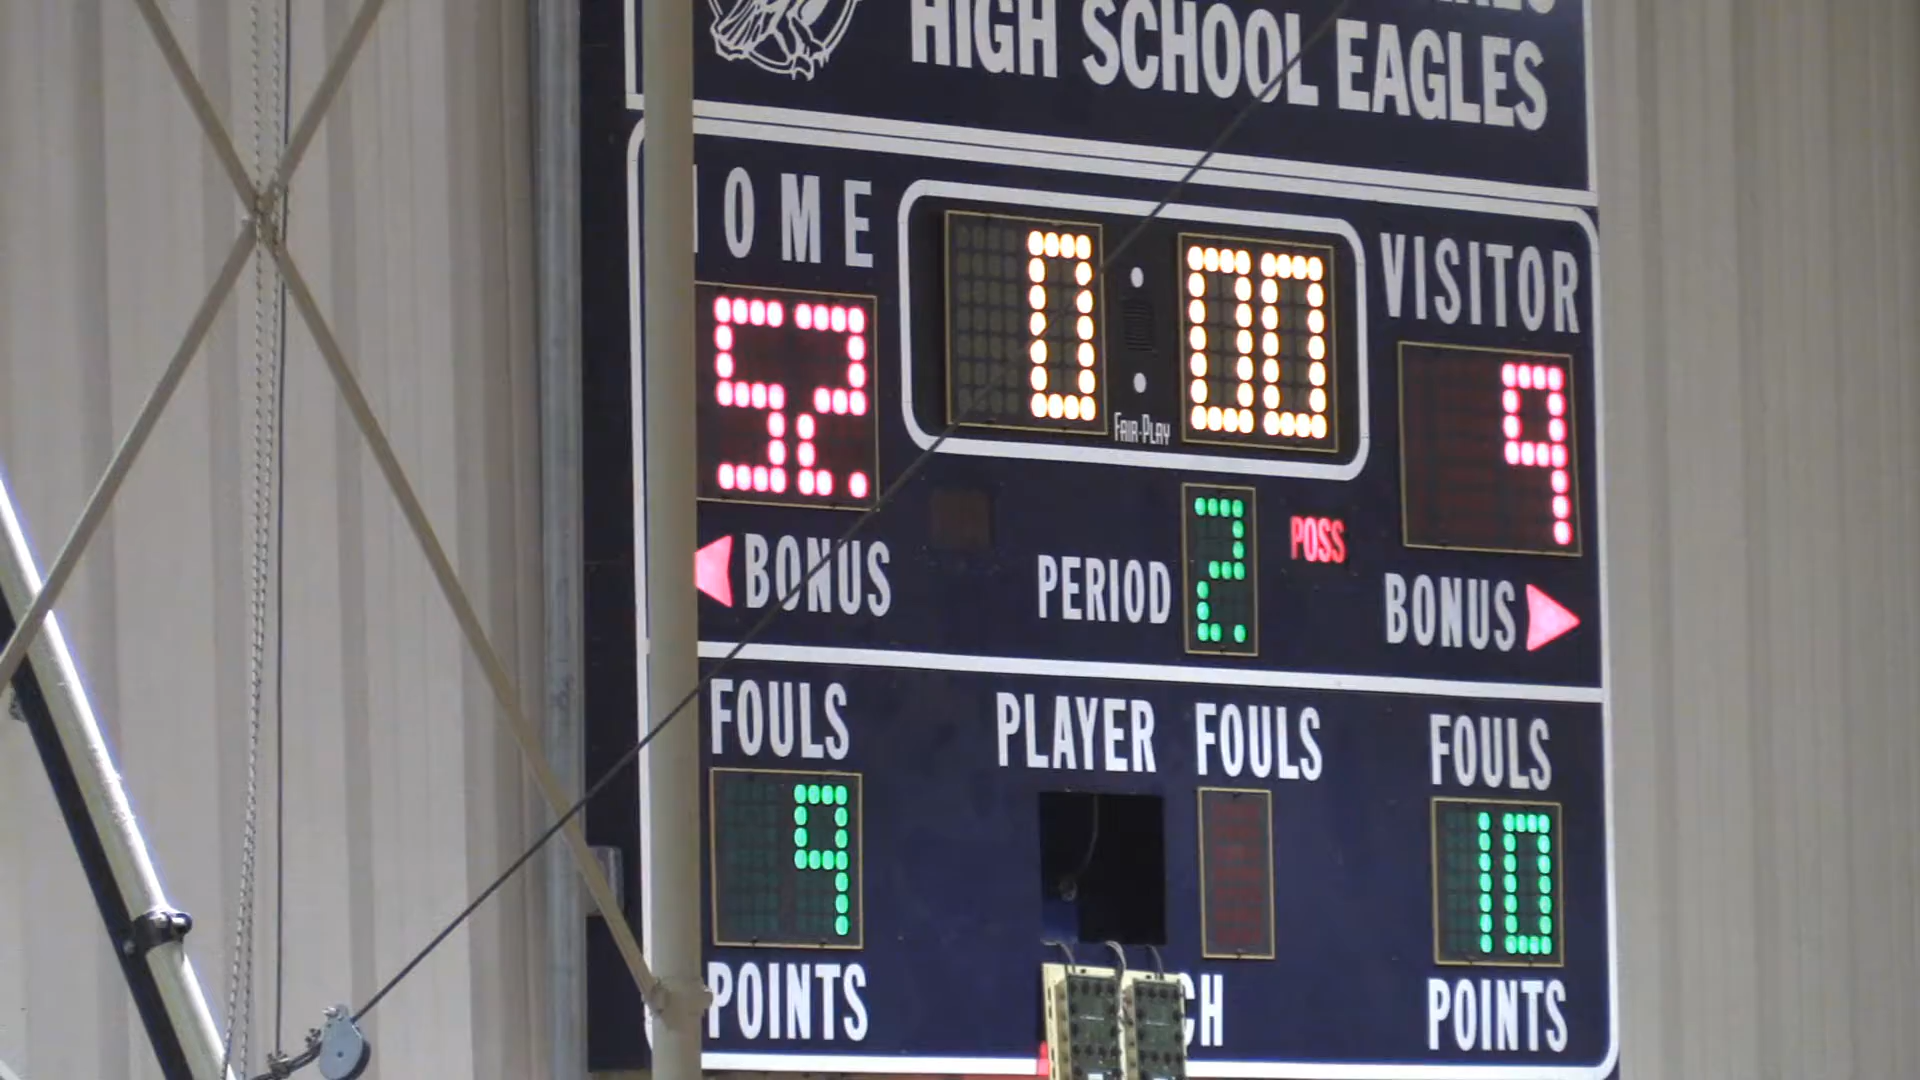 HIGH SCHOOL EAGLES
OME
0:00
VISITOR
52
9
FAIR-PLAY
BONUS
PERIOD 2
POSS
BONUS
FOULS
PLAYER FOULS
FOULS
9
10
POINTS
CH
POINTS